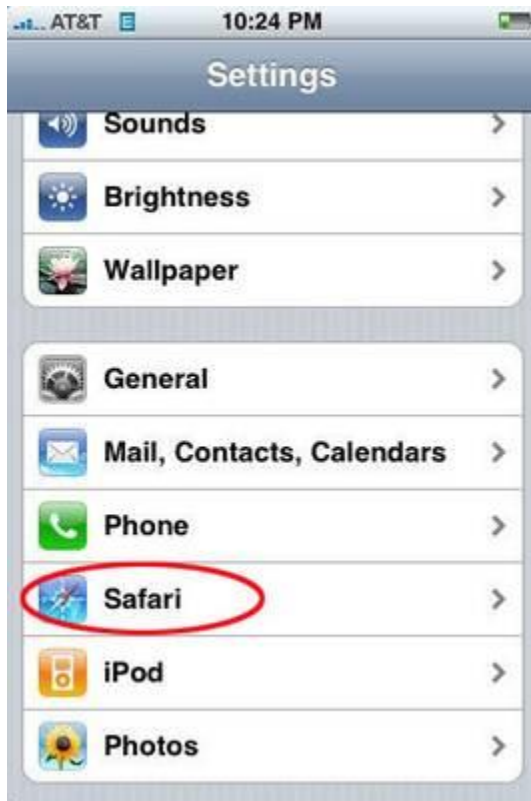 AT&T E 10:24 PM
Settings
Sounds
Brightness
Wallpaper
General
Mail, Contacts, Calendars
Phone
Safari
iPod
Photos